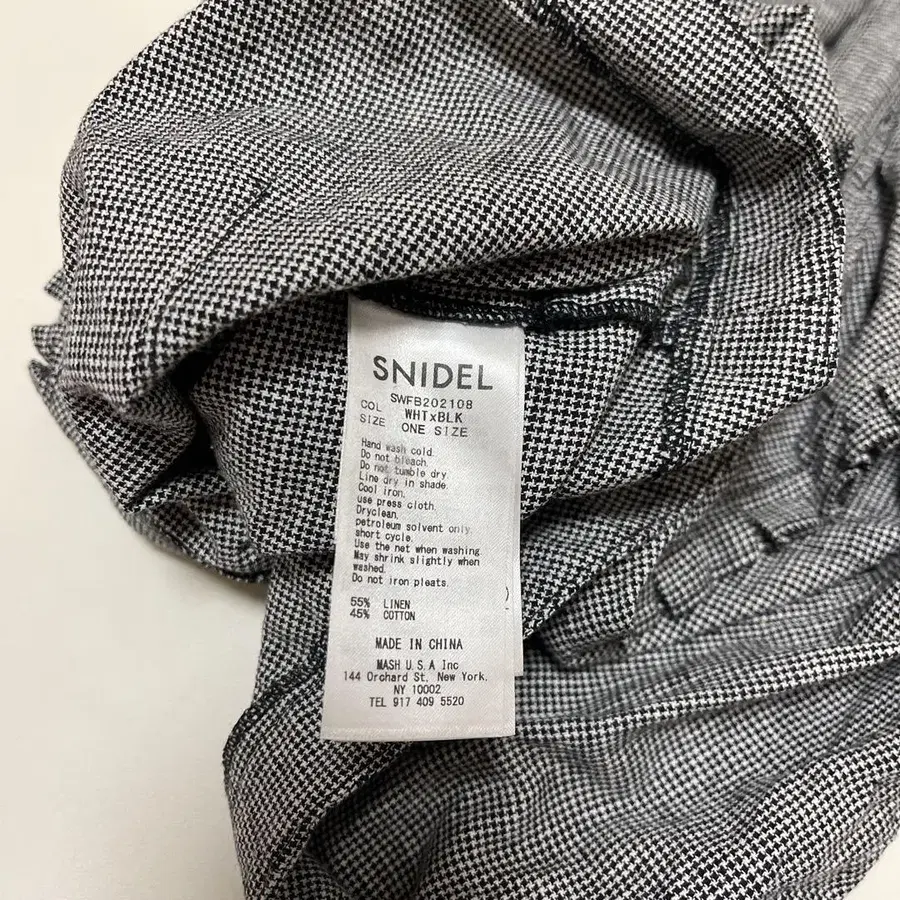 SNIDEL
SWFB202108
COL WHTxBLK
SIZE ONE SIZE
Hand wash cold.
Do not bleach.
Do not tumble dry
Line dry in shade.
Cool iron.
use press cloth.
Dryclean.
petroleum solvent only.
short cycle.
Use the net when washing
May shrink slightly when
washed.
Do not iron pleats.
55% LINEN
45% COTTON
MADE IN CHINA
MASH U.S.A Inc
144 Orchard St. New York.
NY 10002
TEL 917 409 5520